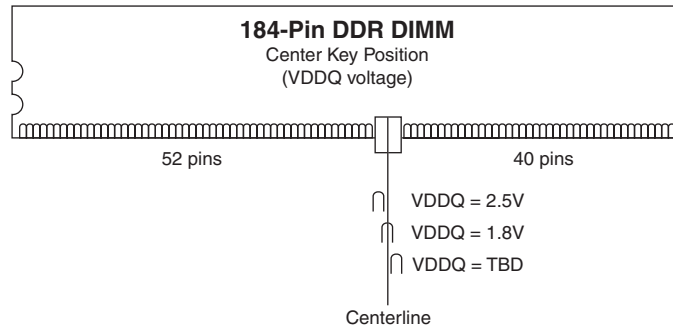 184-Pin DDR DIMM
Center Key Position
(VDDQ voltage)
52 pins
40 pins
VDDQ = 2.5V
VDDQ = 1.8V
VDDQ = TBD
Centerline